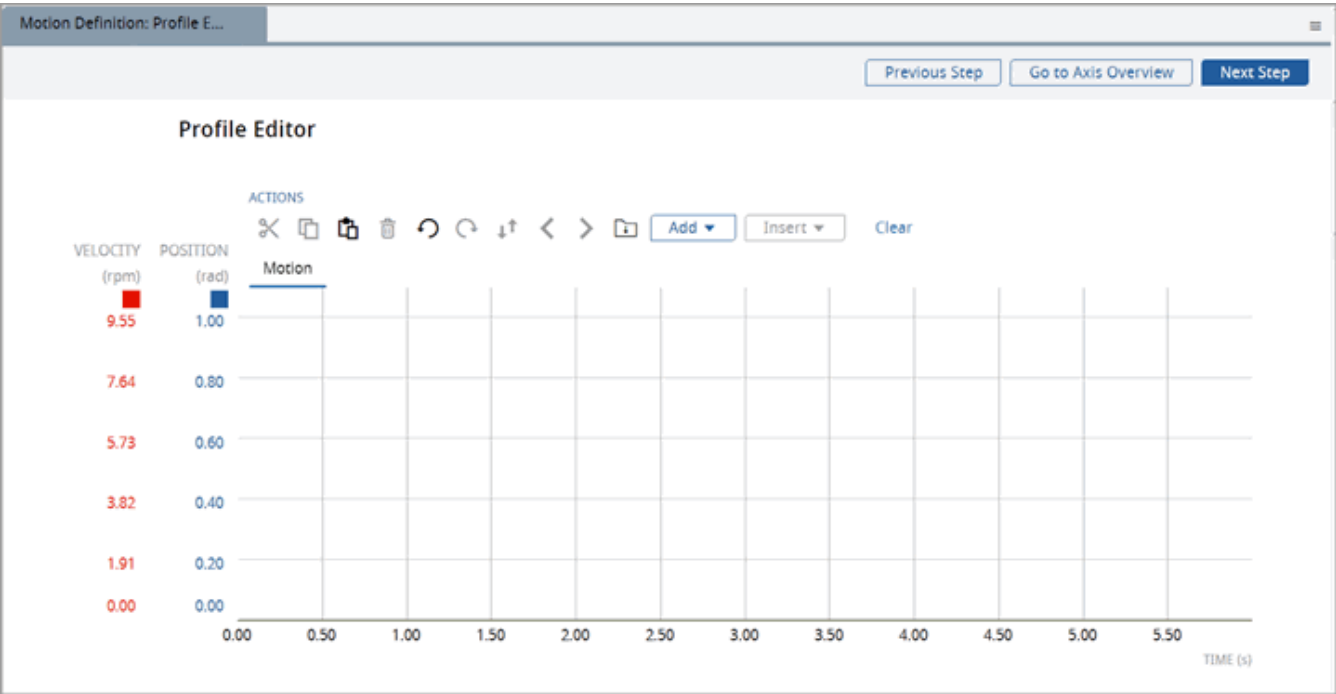 Motion Definition: Profile E...
Previous Step Go to Axis Overview Next Step
Profile Editor
ACTIONS
Add Insert Clear
VELOCITY POSITION
(rpm) (rad) Motion
9.55 1.00
7.64 0.80
5.73 0.60
3.82 0.40
1.91 0.20
0.00 0.00
0.00 0.50 1.00 1.50 2.00 2.50 3.00 3.50 4.00 4.50 5.00 5.50
TIME (s)